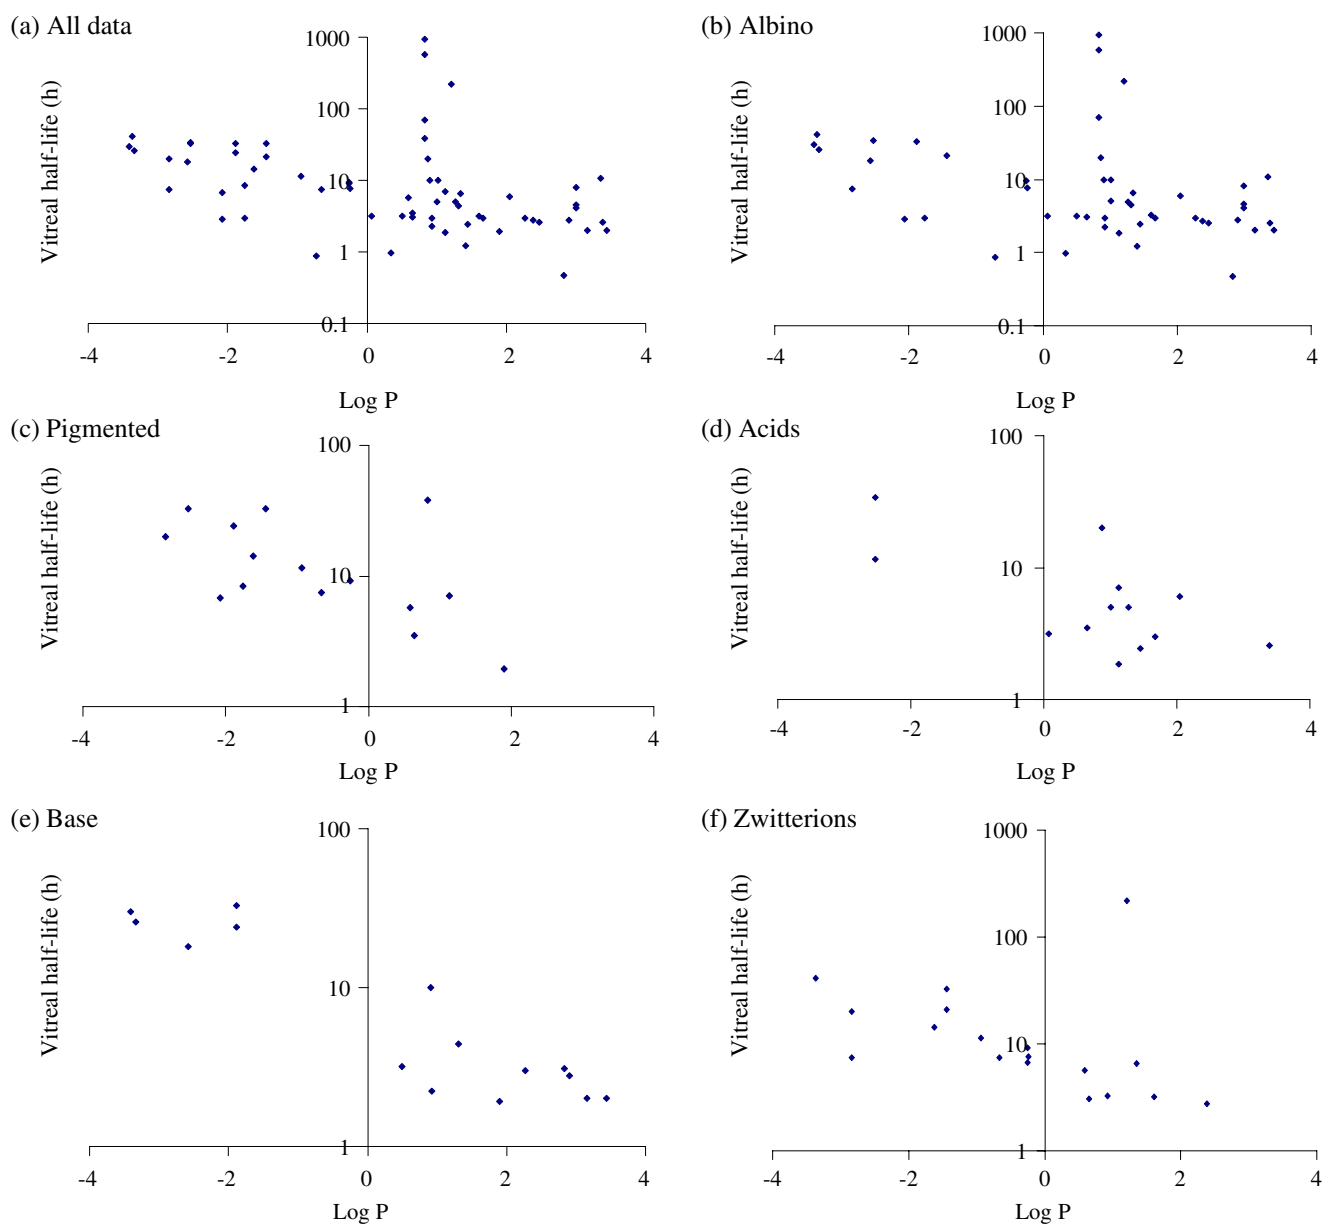 (a) All data
Vitreal half-life (h)
1000
100
10
1
0.1
-4
-2
0
2
4
Log P
(b) Albino
Vitreal half-life (h)
1000
100
10
1
0.1
-4
-2
0
2
4
Log P
(c) Pigmented
Vitreal half-life (h)
100
10
1
-4
-2
0
2
4
Log P
(d) Acids
Vitreal half-life (h)
100
10
1
-4
-2
0
2
4
Log P
(e) Base
Vitreal half-life (h)
100
10
1
-4
-2
0
2
4
Log P
(f) Zwitterions
Vitreal half-life (h)
1000
100
10
1
-4
-2
0
2
4
Log P